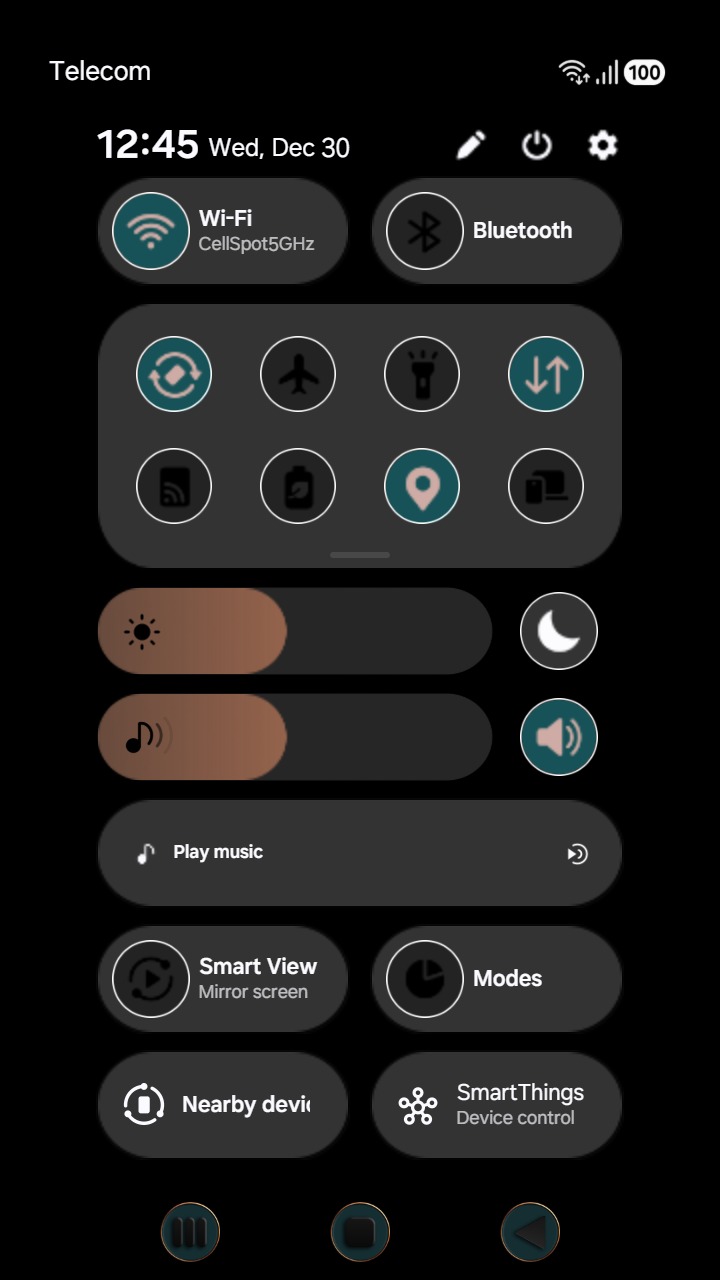 Telecom
100
12:45 Wed, Dec 30
Wi-Fi
CellSpot5GHz
Bluetooth
Play music
Smart View
Mirror screen
Modes
Nearby devi
SmartThings
Device control